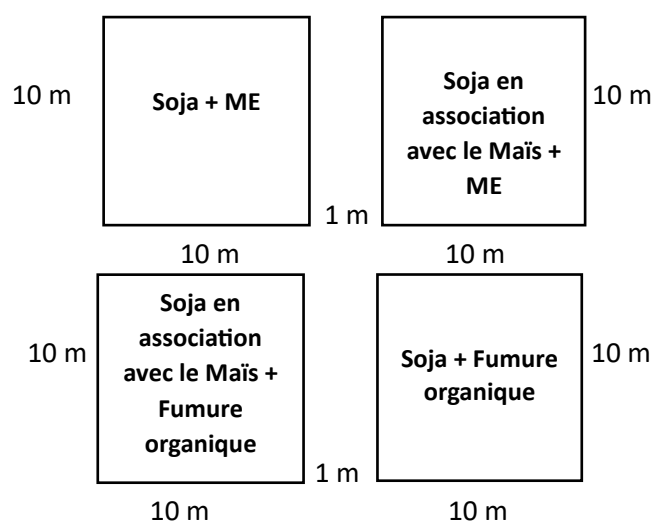 10 m
Soja + ME
Soja en
association
avec le Maïs +
ME
10 m
1 m
10 m
10 m
10 m
Soja en
association
avec le Maïs +
Fumure
organique
Soja + Fumure
organique
10 m
1 m
10 m
10 m